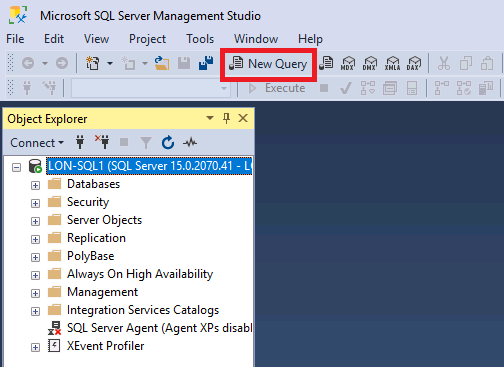 Microsoft SQL Server Management Studio
File Edit View Project Tools Window Help
New Query MDX DMX XMLA DAX
Execute
Object Explorer
Connect
LON-SQL1 (SQL Server 15.0.2070.41 - L
Databases
Security
Server Objects
Replication
PolyBase
Always On High Availability
Management
Integration Services Catalogs
SQL Server Agent (Agent XPs disabl
XEvent Profiler